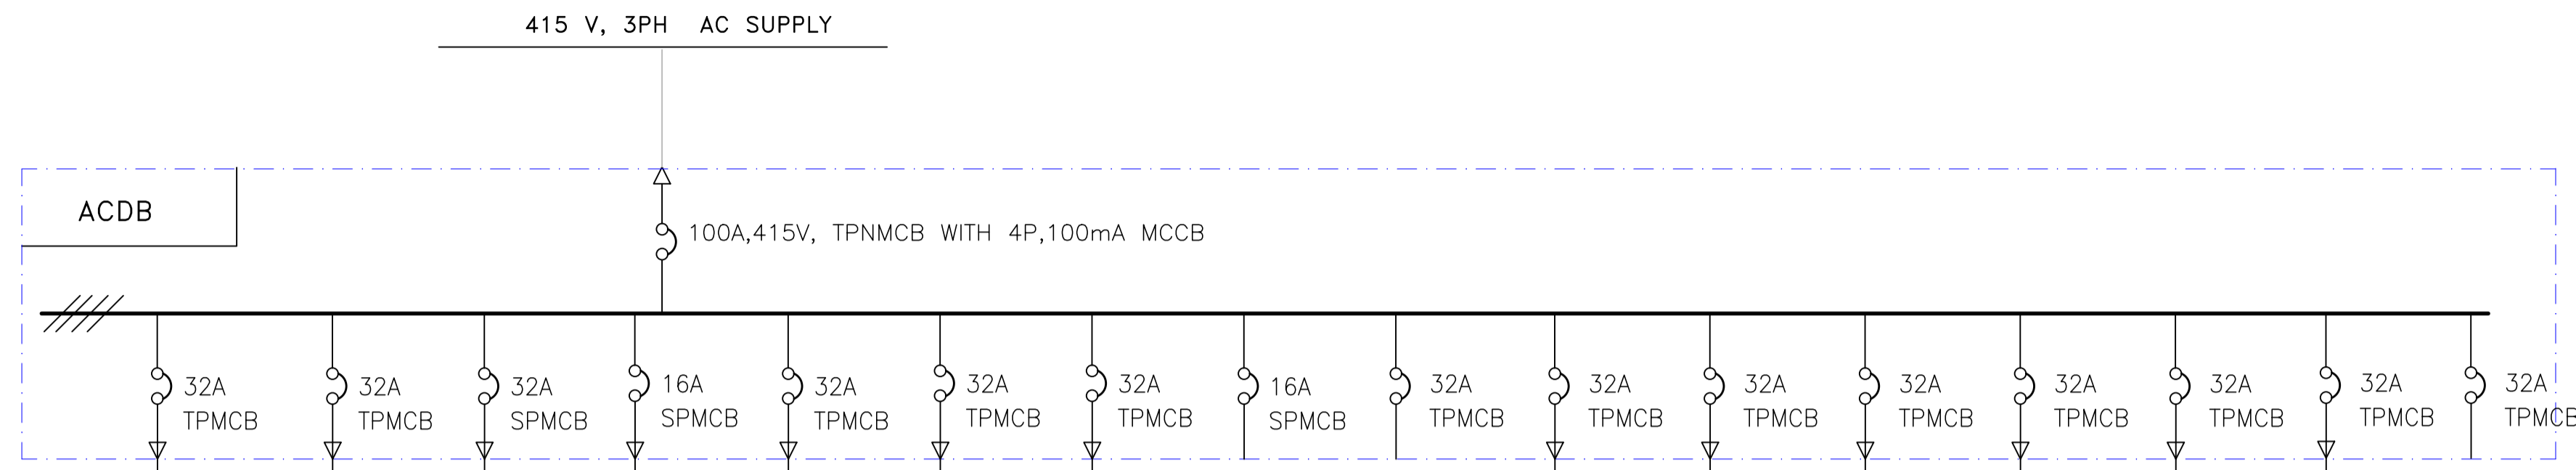 415 V, 3PH AC SUPPLY
ACDB
100A,415V, TPNMCB WITH 4P,100mA MCCB
32A
TPMCB
32A
TPMCB
32A
SPMCB
16A
SPMCB
32A
TPMCB
32A
TPMCB
32A
TPMCB
16A
SPMCB
32A
TPMCB
32A
TPMCB
32A
TPMCB
32A
TPMCB
32A
TPMCB
32A
TPMCB
32A
TPMCB
32A
TPMCB